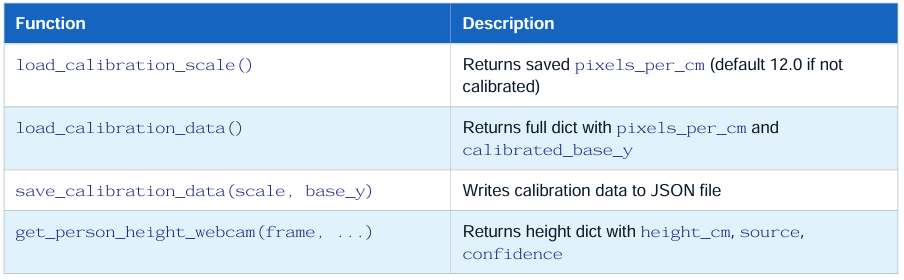 Function Description
load_calibration_scale() Returns saved pixels_per_cm (default 12.0 if not
calibrated)
load_calibration_data() Returns full dict with pixels_per_cm and
calibrated_base_y
save_calibration_data(scale, base_y) Writes calibration data to JSON file
get_person_height_webcam(frame, ...) Returns height dict with height_cm, source,
confidence